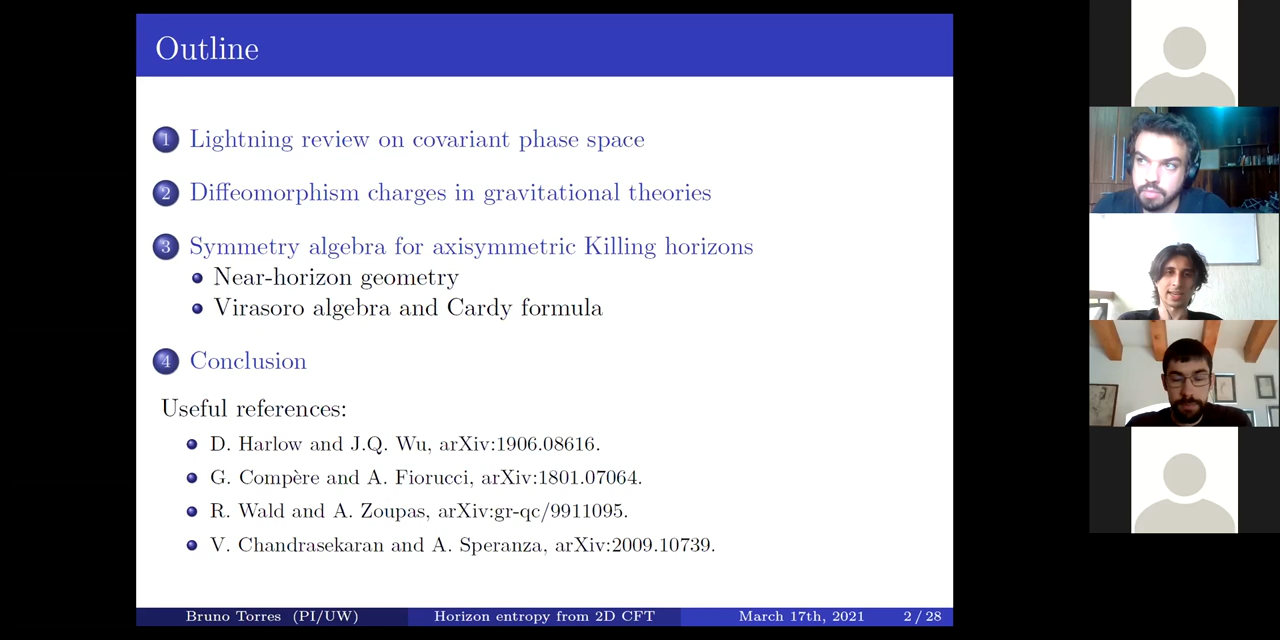 Outline
1 Lightning review on covariant phase space
2 Diffeomorphism charges in gravitational theories
3 Symmetry algebra for axisymmetric Killing horizons
Near-horizon geometry
Virasoro algebra and Cardy formula
4 Conclusion
Useful references:
D. Harlow and J.Q. Wu, arXiv:1906.08616.
G. Compère and A. Fiorucci, arXiv:1801.07064.
R. Wald and A. Zoupas, arXiv:gr-qc/9911095.
V. Chandrasekaran and A. Speranza, arXiv:2009.10739.
Bruno Torres (PI/UW) Horizon entropy from 2D CFT March 17th, 2021 2 / 28